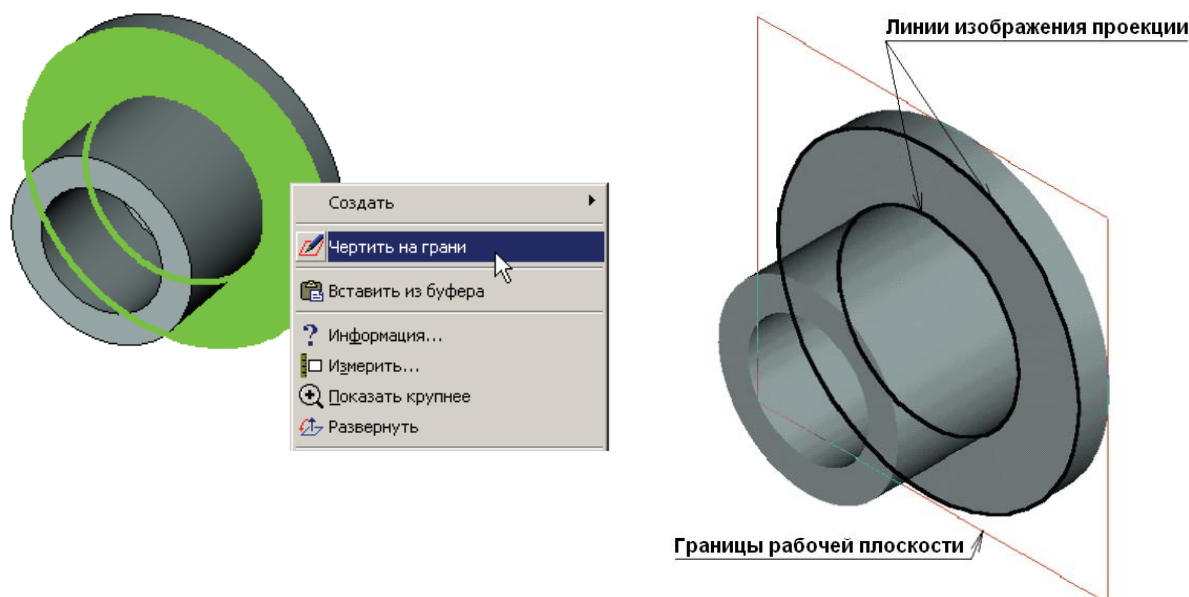 Линии изображения проекции
Создать
Чертить на грани
Вставить из буфера
Информация...
Измерить...
Показать крупнее
Развернуть
Границы рабочей плоскости